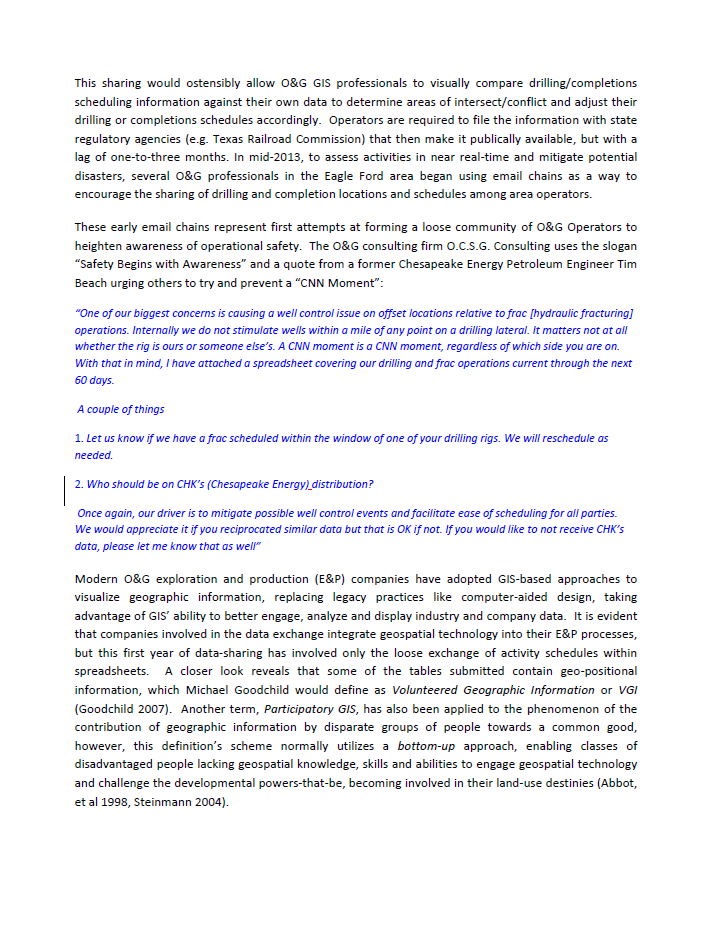 This sharing would ostensibly allow O&G GIS professionals to visually compare drilling/completions
scheduling information against their own data to determine areas of intersect/conflict and adjust their
drilling or completions schedules accordingly. Operators are required to file the information with state
regulatory agencies (e.g. Texas Railroad Commission) that then make it publically available, but with a
lag of one-to-three months. In mid-2013, to assess activities in near real-time and mitigate potential
disasters, several O&G professionals in the Eagle Ford area began using email chains as a way to
encourage the sharing of drilling and completion locations and schedules among area operators.
These early email chains represent first attempts at forming a loose community of O&G Operators to
heighten awareness of operational safety. The O&G consulting firm O.C.S.G. Consulting uses the slogan
“Safety Begins with Awareness” and a quote from a former Chesapeake Energy Petroleum Engineer Tim
Beach urging others to try and prevent a “CNN Moment”:
“One of our biggest concerns is causing a well control issue on offset locations relative to frac [hydraulic fracturing]
operations. Internally we do not stimulate wells within a mile of any point on a drilling lateral. It matters not at all
whether the rig is ours or someone else’s. A CNN moment is a CNN moment, regardless of which side you are on.
With that in mind, I have attached a spreadsheet covering our drilling and frac operations current through the next
60 days.
A couple of things
1. Let us know if we have a frac scheduled within the window of one of your drilling rigs. We will reschedule as
needed.
2. Who should be on CHK’s (Chesapeake Energy) distribution?
Once again, our driver is to mitigate possible well control events and facilitate ease of scheduling for all parties.
We would appreciate it if you reciprocated similar data but that is OK if not. If you would like to not receive CHK’s
data, please let me know that as well”
Modern O&G exploration and production (E&P) companies have adopted GIS-based approaches to
visualize geographic information, replacing legacy practices like computer-aided design, taking
advantage of GIS’ ability to better engage, analyze and display industry and company data. It is evident
that companies involved in the data exchange integrate geospatial technology into their E&P processes,
but this first year of data-sharing has involved only the loose exchange of activity schedules within
spreadsheets. A closer look reveals that some of the tables submitted contain geo-positional
information, which Michael Goodchild would define as Volunteered Geographic Information or VGI
(Goodchild 2007). Another term, Participatory GIS, has also been applied to the phenomenon of the
contribution of geographic information by disparate groups of people towards a common good,
however, this definition’s scheme normally utilizes a bottom-up approach, enabling classes of
disadvantaged people lacking geospatial knowledge, skills and abilities to engage geospatial technology
and challenge the developmental powers-that-be, becoming involved in their land-use destinies (Abbot,
et al 1998, Steinmann 2004).